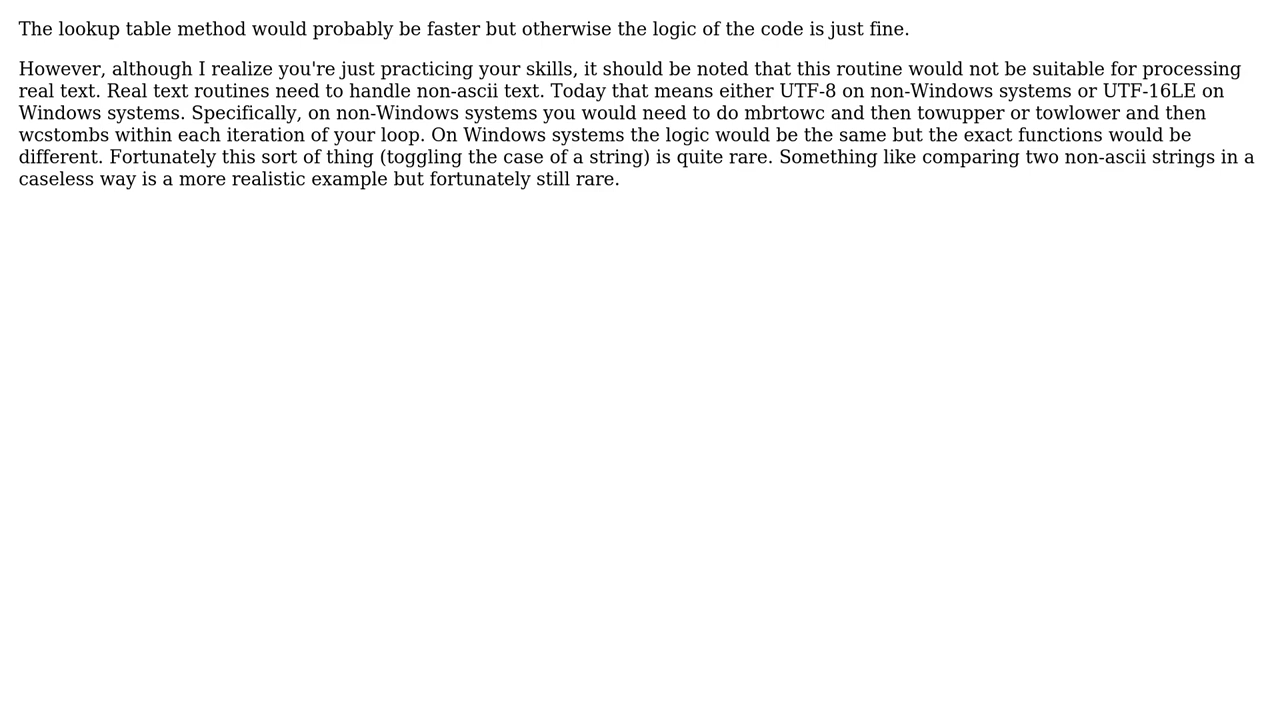 The lookup table method would probably be faster but otherwise the logic of the code is just fine.
However, although I realize you're just practicing your skills, it should be noted that this routine would not be suitable for processing
real text. Real text routines need to handle non-ascii text. Today that means either UTF-8 on non-Windows systems or UTF-16LE on
Windows systems. Specifically, on non-Windows systems you would need to do mbrtowc and then towupper or towlower and then
wcstombs within each iteration of your loop. On Windows systems the logic would be the same but the exact functions would be
different. Fortunately this sort of thing (toggling the case of a string) is quite rare. Something like comparing two non-ascii strings in a
caseless way is a more realistic example but fortunately still rare.